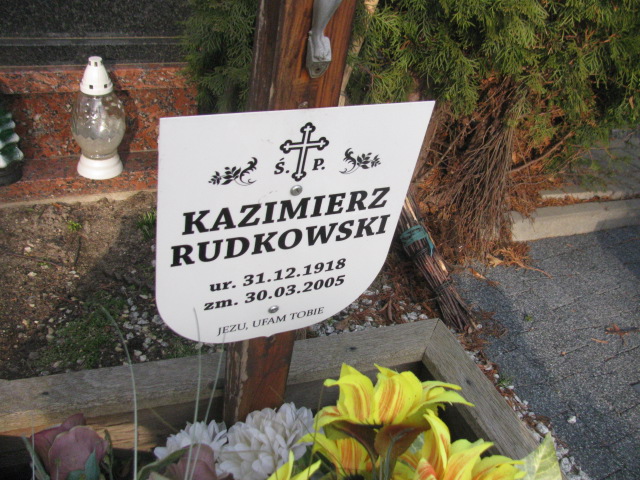 Ś. P.
KAZIMIERZ
RUDKOWSKI
ur. 31.12.1918
zm. 30.03.2005
JEZU, UFAM TOBIE